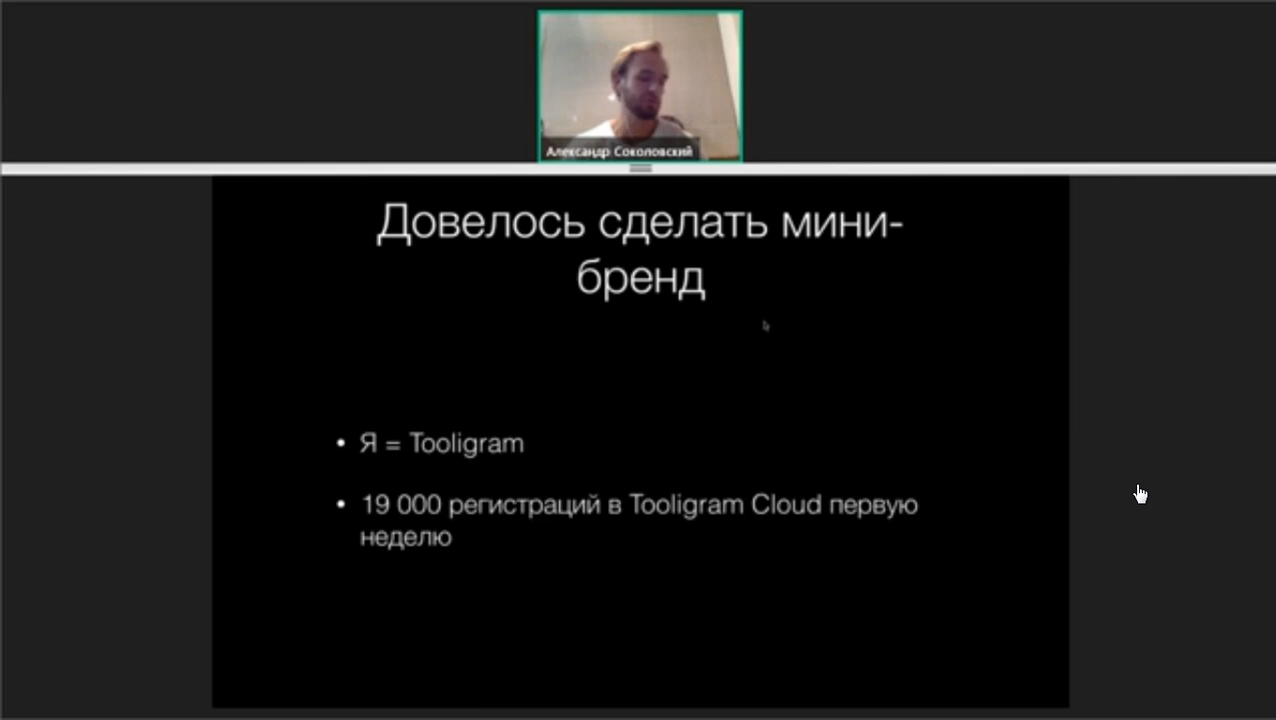 Александр Соколовский
Довелось сделать мини-
бренд
• Я = Tooligram
• 19 000 регистраций в Tooligram Cloud первую
неделю